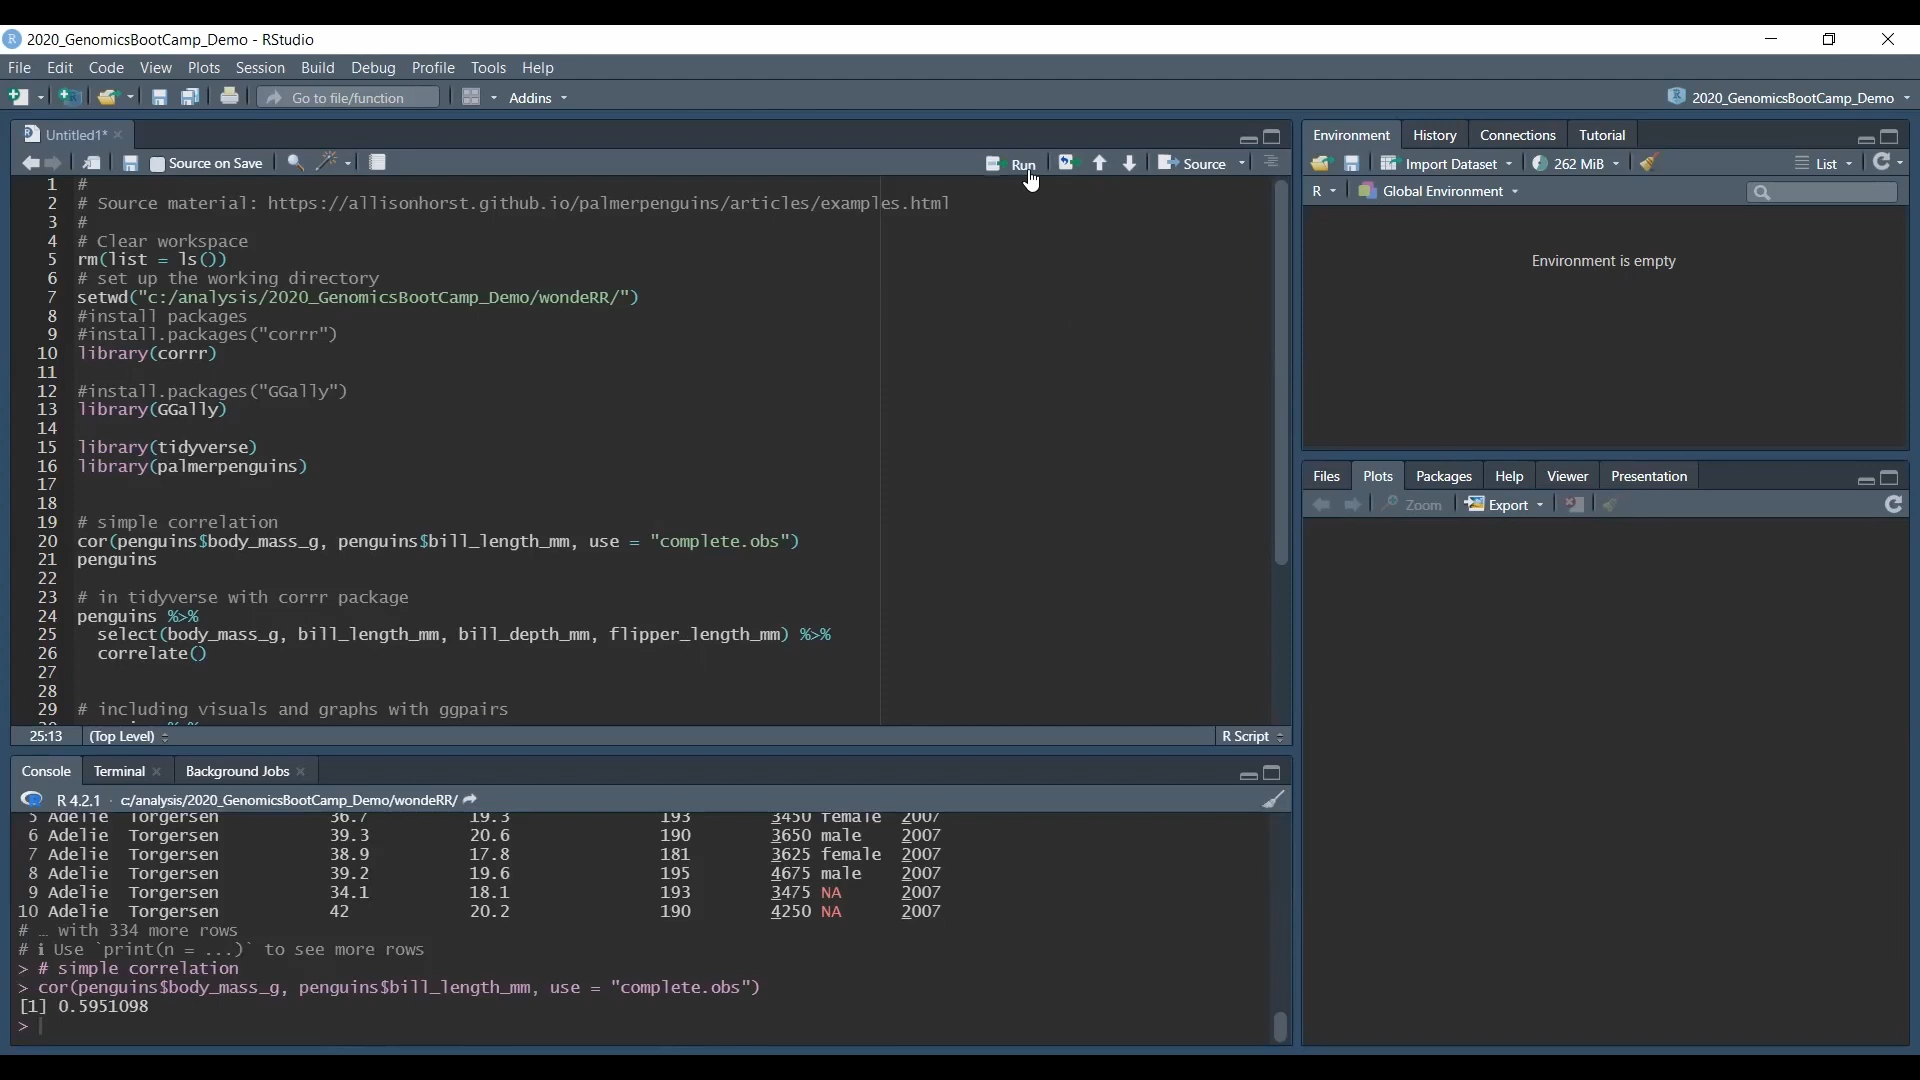 2020_GenomicsBootCamp_Demo - RStudio
File Edit Code View Plots Session Build Debug Profile Tools Help
Go to file/function Addins 2020_GenomicsBootCamp_Demo
Untitled1*
Source on Save Run Source
1 #
2 # Source material: https://allisonhorst.github.io/palmerpenguins/articles/examples.html
3 #
4 # Clear workspace
5 rm(list = ls())
6 # set up the working directory
7 setwd("c:/analysis/2020_GenomicsBootCamp_Demo/wondeRR/")
8 #install packages
9 #install.packages("corrr")
10 library(corrr)
11
12 #install.packages("GGally")
13 library(GGally)
14
15 library(tidyverse)
16 library(palmerpenguins)
17
18
19 # simple correlation
20 cor(penguins$body_mass_g, penguins$bill_length_mm, use = "complete.obs")
21 penguins
22
23 # in tidyverse with corrr package
24 penguins %>%
25 select(body_mass_g, bill_length_mm, bill_depth_mm, flipper_length_mm) %>%
26 correlate()
27
28
29 # including visuals and graphs with ggpairs
25:13 (Top Level) R Script
Console Terminal Background Jobs
R 4.2.1 · c:/analysis/2020_GenomicsBootCamp_Demo/wondeRR/
5 Adelie Torgersen 36.7 19.3 193 3450 female 2007
6 Adelie Torgersen 39.3 20.6 190 3650 male 2007
7 Adelie Torgersen 38.9 17.8 181 3625 female 2007
8 Adelie Torgersen 39.2 19.6 195 4675 male 2007
9 Adelie Torgersen 34.1 18.1 193 3475 NA 2007
10 Adelie Torgersen 42 20.2 190 4250 NA 2007
# … with 334 more rows
# ℹ Use `print(n = ...)` to see more rows
> # simple correlation
> cor(penguins$body_mass_g, penguins$bill_length_mm, use = "complete.obs")
[1] 0.5951098
>
Environment History Connections Tutorial
Import Dataset 262 MiB List
R Global Environment
Environment is empty
Files Plots Packages Help Viewer Presentation
Zoom Export